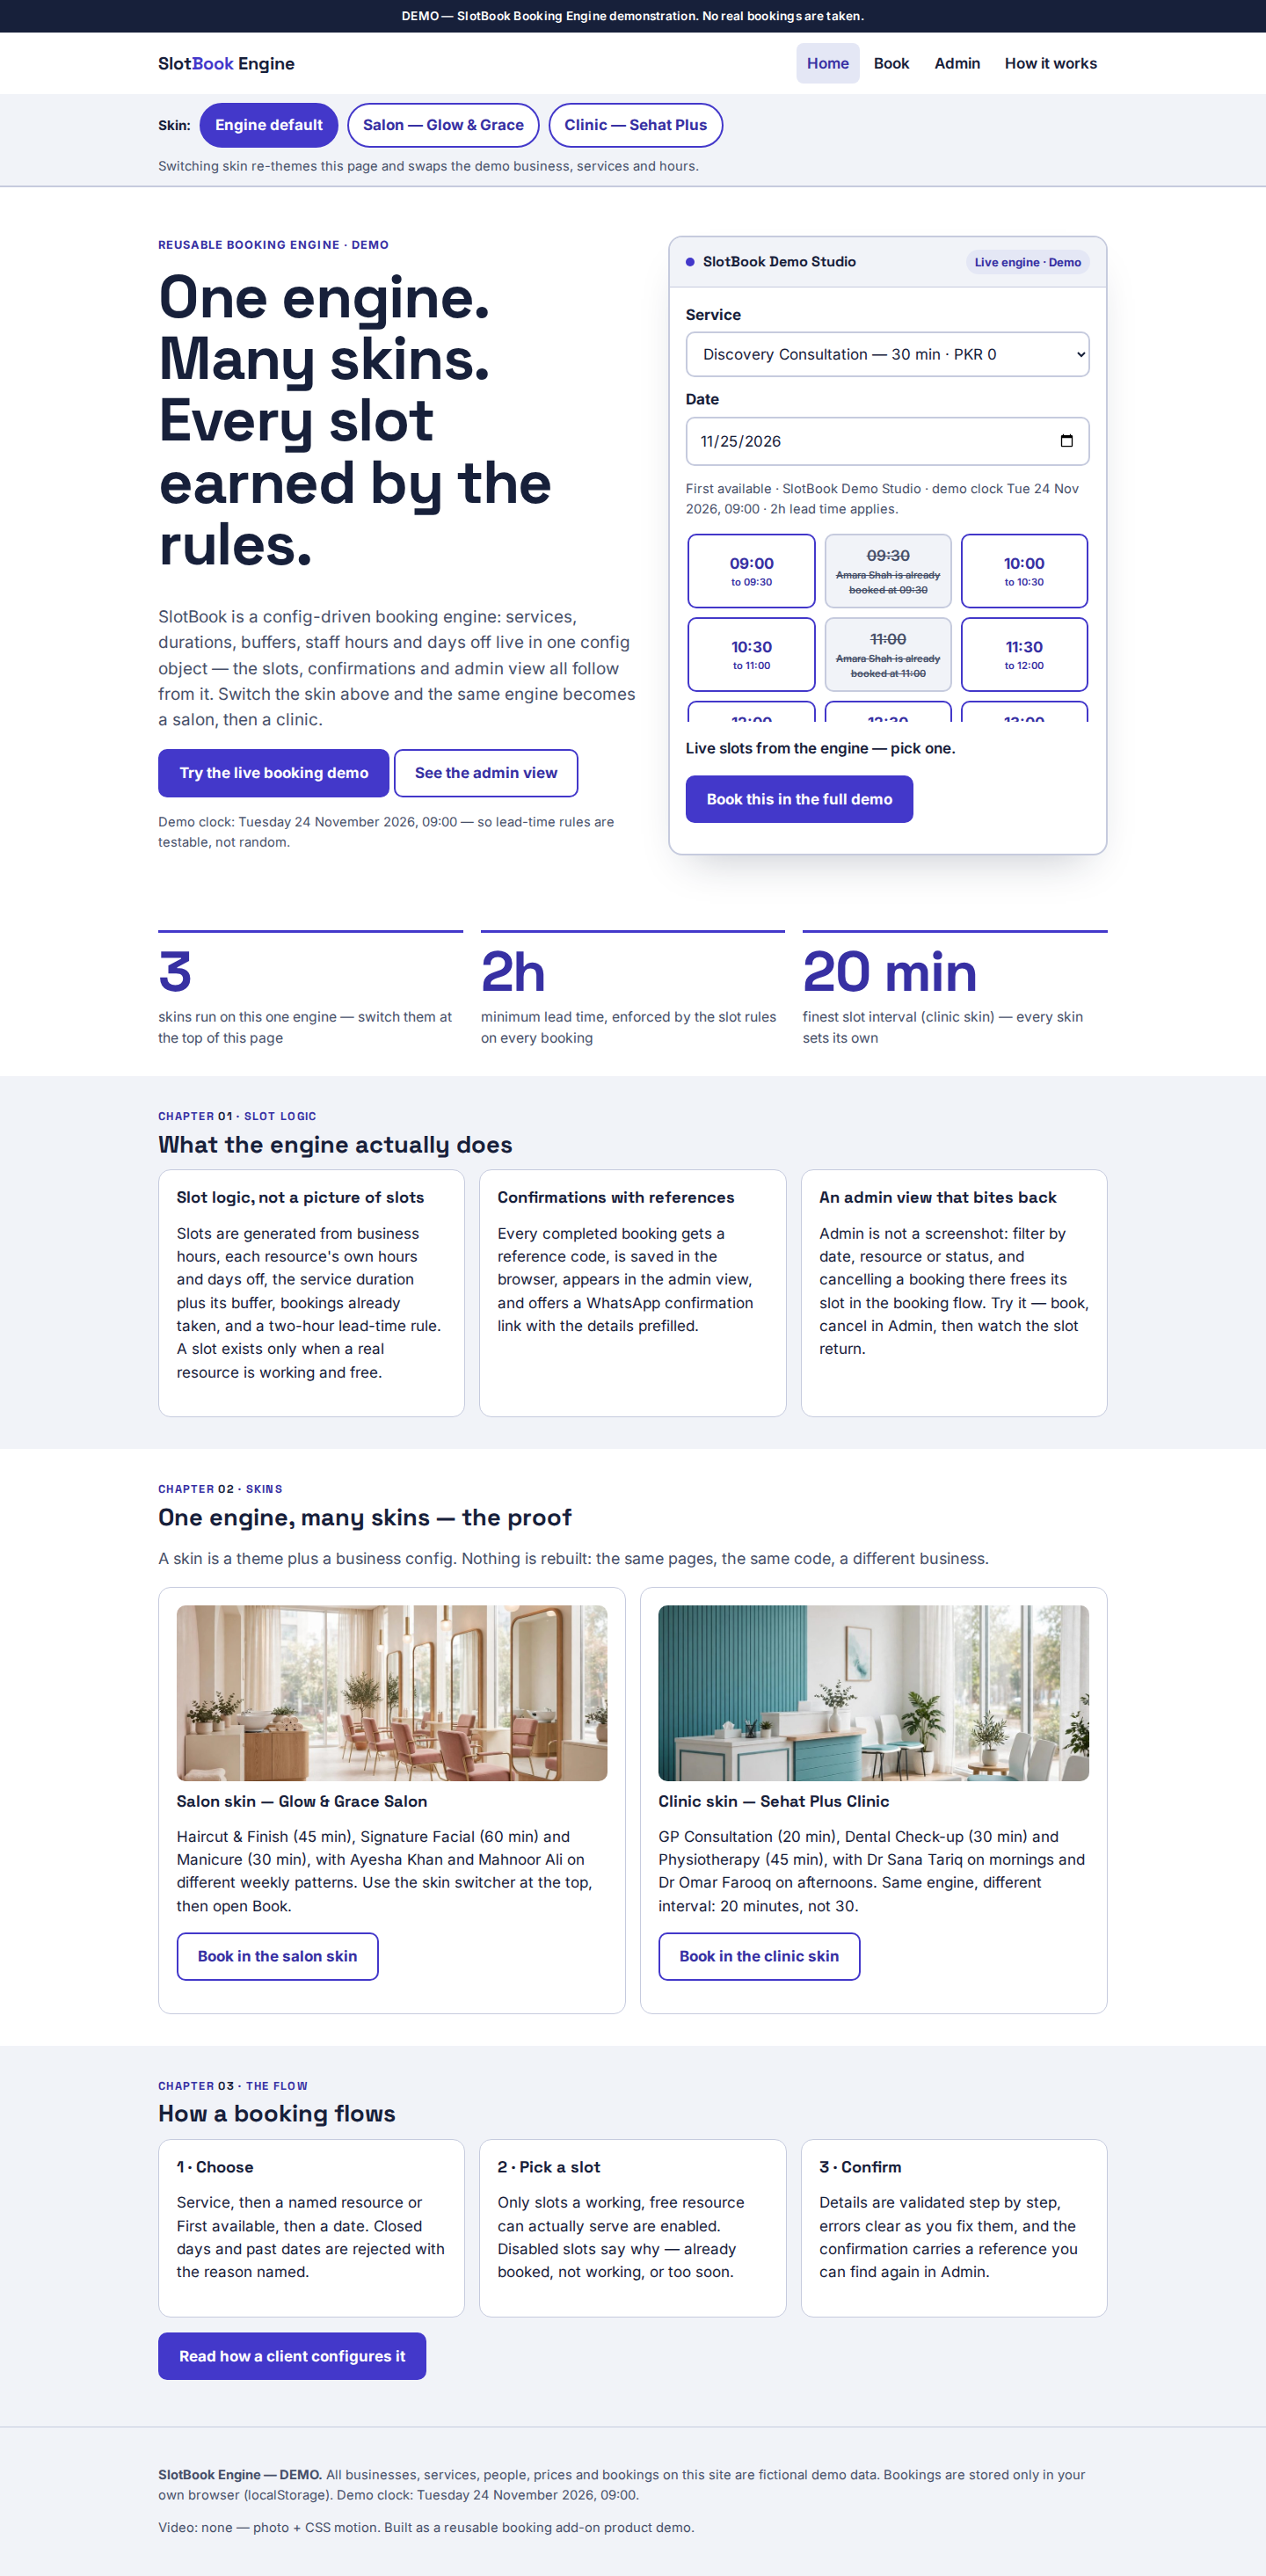 DEMO — SlotBook Booking Engine demonstration. No real bookings are taken.
SlotBook Engine
Home
Book
Admin
How it works
Skin:
Engine default
Salon — Glow & Grace
Clinic — Sehat Plus
Switching skin re-themes this page and swaps the demo business, services and hours.
REUSABLE BOOKING ENGINE · DEMO
One engine.
Many skins.
Every slot
earned by the
rules.
SlotBook is a config-driven booking engine: services,
durations, buffers, staff hours and days off live in one config
object — the slots, confirmations and admin view all follow
from it. Switch the skin above and the same engine becomes
a salon, then a clinic.
Try the live booking demo
See the admin view
Demo clock: Tuesday 24 November 2026, 09:00 — so lead-time rules are
testable, not random.
SlotBook Demo Studio
Live engine · Demo
Service
Discovery Consultation — 30 min · PKR 0
Date
11/25/2026
First available · SlotBook Demo Studio · demo clock Tue 24 Nov
2026, 09:00 · 2h lead time applies.
09:00
to 09:30
09:30
Amara Shah is already
booked at 09:30
10:00
to 10:30
10:30
to 11:00
11:00
Amara Shah is already
booked at 11:00
11:30
to 12:00
12:00
12:30
13:00
Live slots from the engine — pick one.
Book this in the full demo
3
skins run on this one engine — switch them at
the top of this page
2h
minimum lead time, enforced by the slot rules
on every booking
20 min
finest slot interval (clinic skin) — every skin
sets its own
CHAPTER 01 · SLOT LOGIC
What the engine actually does
Slot logic, not a picture of slots
Slots are generated from business
hours, each resource's own hours
and days off, the service duration
plus its buffer, bookings already
taken, and a two-hour lead-time rule.
A slot exists only when a real
resource is working and free.
Confirmations with references
Every completed booking gets a
reference code, is saved in the
browser, appears in the admin view,
and offers a WhatsApp confirmation
link with the details prefilled.
An admin view that bites back
Admin is not a screenshot: filter by
date, resource or status, and
cancelling a booking there frees its
slot in the booking flow. Try it — book,
cancel in Admin, then watch the slot
return.
CHAPTER 02 · SKINS
One engine, many skins — the proof
A skin is a theme plus a business config. Nothing is rebuilt: the same pages, the same code, a different business.
Salon skin — Glow & Grace Salon
Haircut & Finish (45 min), Signature Facial (60 min) and
Manicure (30 min), with Ayesha Khan and Mahnoor Ali on
different weekly patterns. Use the skin switcher at the top,
then open Book.
Book in the salon skin
Clinic skin — Sehat Plus Clinic
GP Consultation (20 min), Dental Check-up (30 min) and
Physiotherapy (45 min), with Dr Sana Tariq on mornings and
Dr Omar Farooq on afternoons. Same engine, different
interval: 20 minutes, not 30.
Book in the clinic skin
CHAPTER 03 · THE FLOW
How a booking flows
1 · Choose
Service, then a named resource or
First available, then a date. Closed
days and past dates are rejected with
the reason named.
2 · Pick a slot
Only slots a working, free resource
can actually serve are enabled.
Disabled slots say why — already
booked, not working, or too soon.
3 · Confirm
Details are validated step by step,
errors clear as you fix them, and the
confirmation carries a reference you
can find again in Admin.
Read how a client configures it
SlotBook Engine — DEMO. All businesses, services, people, prices and bookings on this site are fictional demo data. Bookings are stored only in your
own browser (localStorage). Demo clock: Tuesday 24 November 2026, 09:00.
Video: none — photo + CSS motion. Built as a reusable booking add-on product demo.